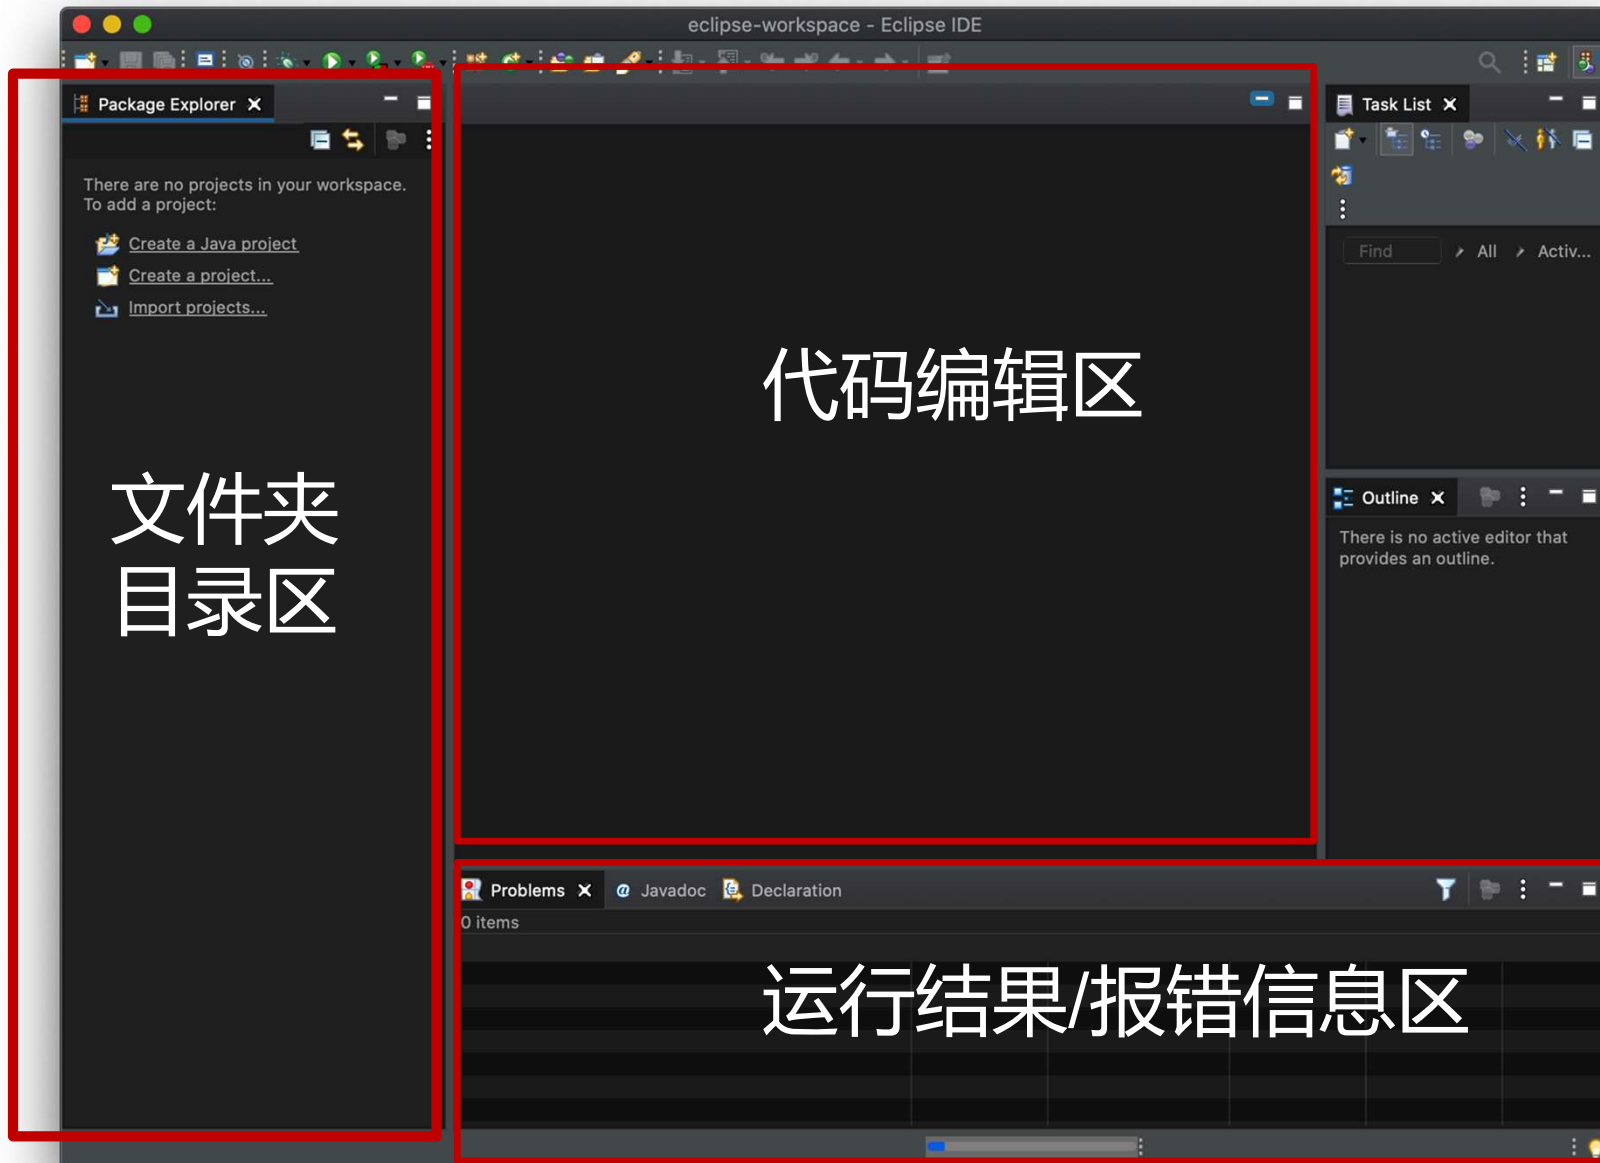 eclipse-workspace - Eclipse IDE
Package Explorer
There are no projects in your workspace.
To add a project:
Create a Java project
Create a project...
Import projects...
文件夹
目录区
代码编辑区
Task List
Find
All
Activ...
Outline
There is no active editor that
provides an outline.
Problems
@ Javadoc
Declaration
0 items
运行结果/报错信息区